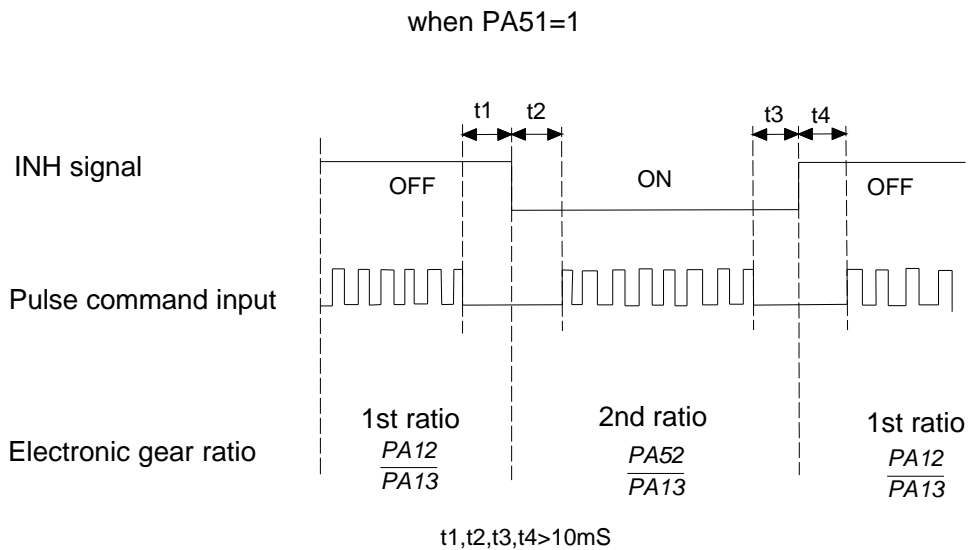 when PA51=1
t1 t2 t3 t4
INH signal
OFF ON OFF
Pulse command input
1st ratio 2nd ratio 1st ratio
Electronic gear ratio
PA12 PA52 PA12
PA13 PA13 PA13
t1,t2,t3,t4>10mS